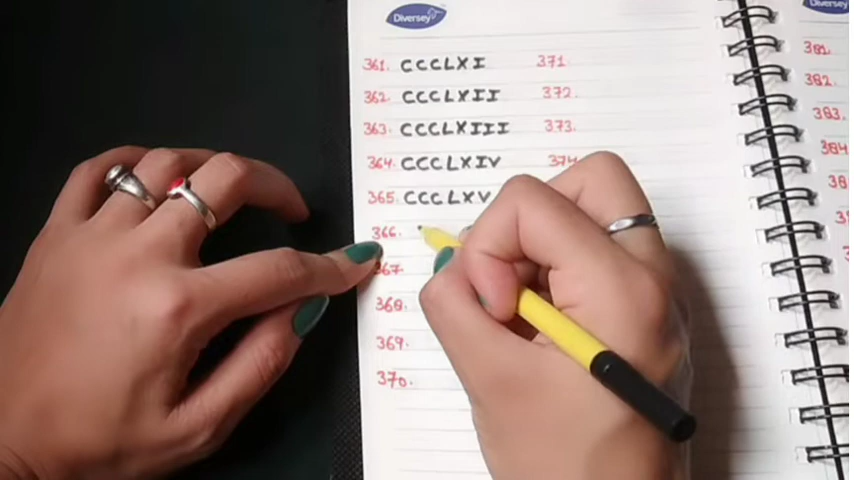 Diversey
361. CCCLXI 371.
362. CCCLXII 372.
363. CCCLXIII 373.
364. CCCLXIV 374
365. CCCLXV
366.
367
368.
369.
370.
Diversey
381.
382.
383.
384